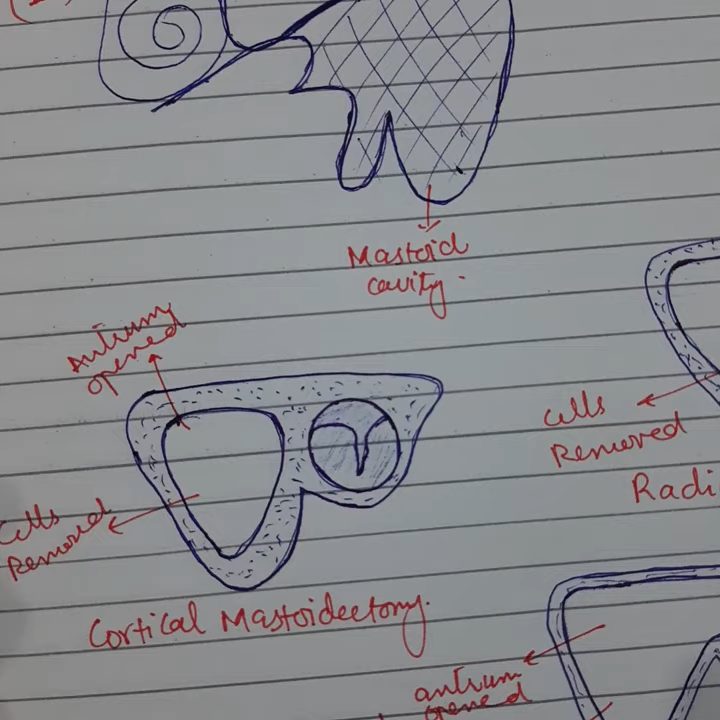 Mastoid
cavity.
Antrum
opened
Cells
Removed
Cells
Removed
Radi
Cortical Mastoidectomy.
antrum
opened